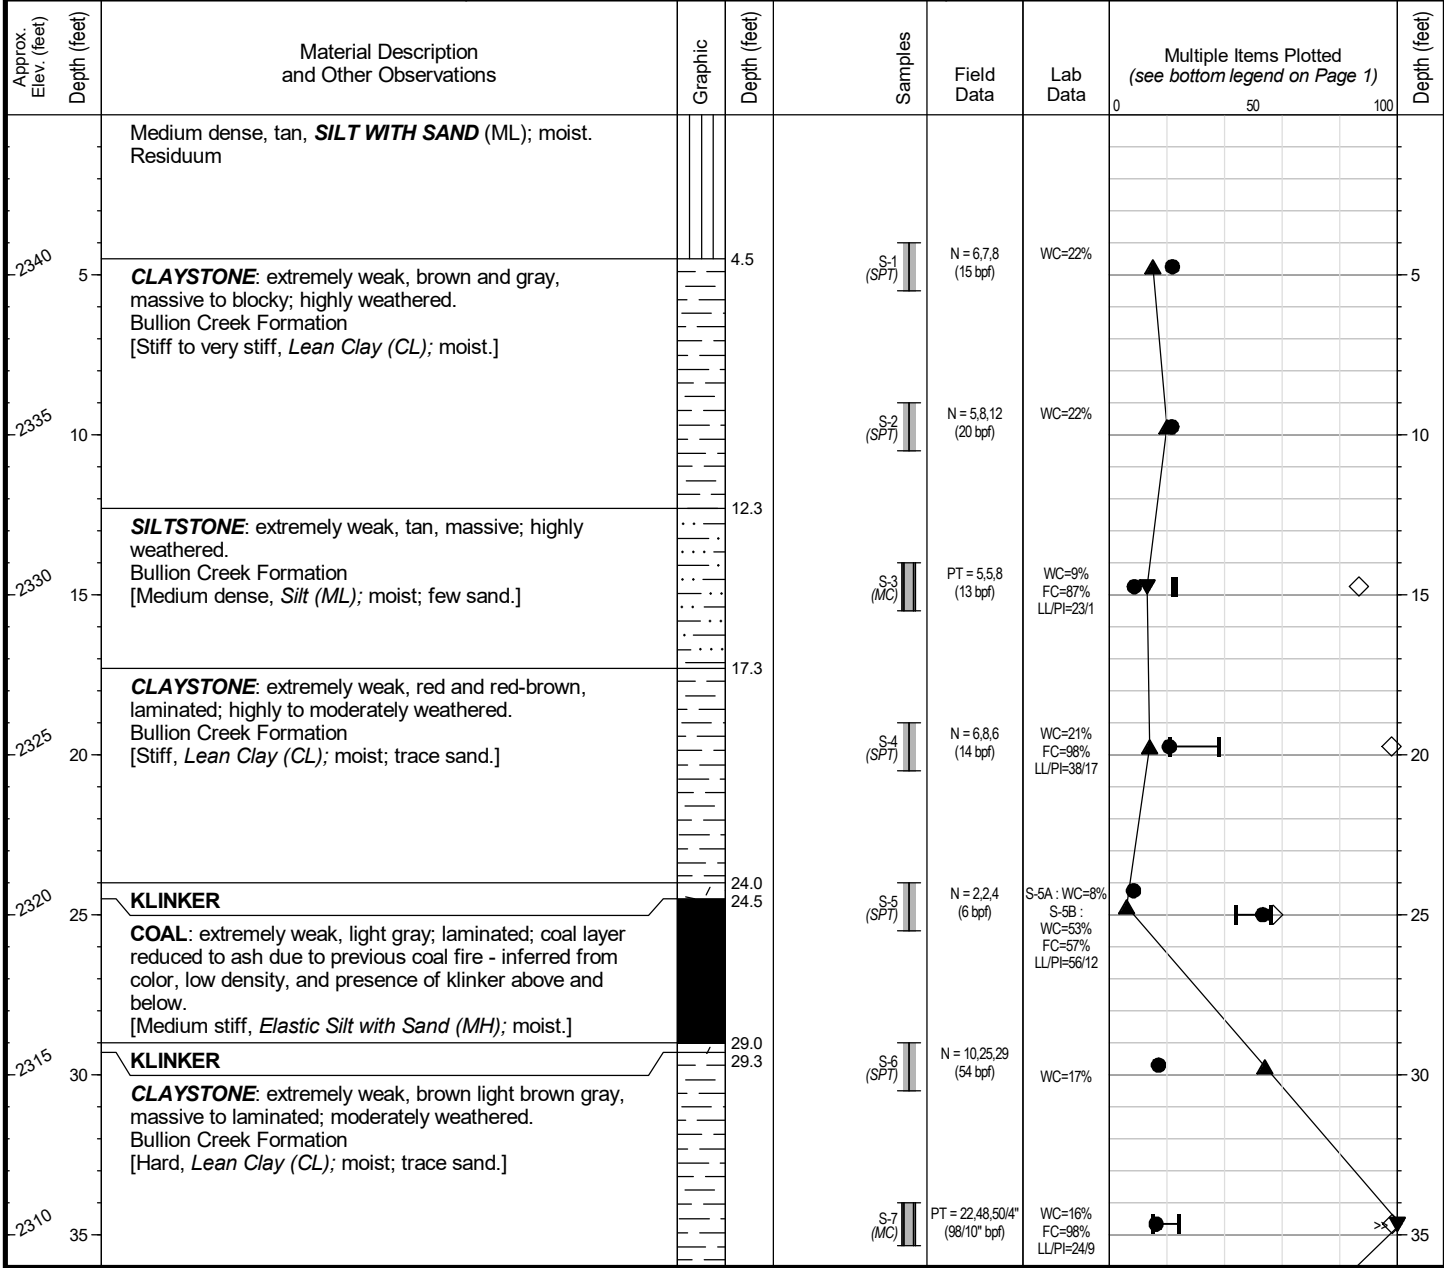 Approx.
Elev. (feet)
Depth (feet)
Material Description
and Other Observations
Graphic
Depth (feet)
Samples
Field
Data
Lab
Data
Multiple Items Plotted
(see bottom legend on Page 1)
0 50 100
Depth (feet)
Medium dense, tan, SILT WITH SAND (ML); moist.
Residuum
4.5
2340
5
CLAYSTONE: extremely weak, brown and gray,
massive to blocky; highly weathered.
Bullion Creek Formation
[Stiff to very stiff, Lean Clay (CL); moist.]
S-1
(SPT)
N = 6,7,8
(15 bpf)
WC=22%
5
2335
10
S-2
(SPT)
N = 5,8,12
(20 bpf)
WC=22%
10
12.3
SILTSTONE: extremely weak, tan, massive; highly
weathered.
Bullion Creek Formation
[Medium dense, Silt (ML); moist; few sand.]
2330
15
S-3
(MC)
PT = 5,5,8
(13 bpf)
WC=9%
FC=87%
LL/PI=23/1
15
17.3
CLAYSTONE: extremely weak, red and red-brown,
laminated; highly to moderately weathered.
Bullion Creek Formation
[Stiff, Lean Clay (CL); moist; trace sand.]
2325
20
S-4
(SPT)
N = 6,8,6
(14 bpf)
WC=21%
FC=98%
LL/PI=38/17
20
24.0
KLINKER
24.5
2320
25
COAL: extremely weak, light gray; laminated; coal layer
reduced to ash due to previous coal fire - inferred from
color, low density, and presence of klinker above and
below.
[Medium stiff, Elastic Silt with Sand (MH); moist.]
S-5
(SPT)
N = 2,2,4
(6 bpf)
S-5A : WC=8%
S-5B :
WC=53%
FC=57%
LL/PI=56/12
25
29.0
KLINKER
29.3
2315
30
CLAYSTONE: extremely weak, brown light brown gray,
massive to laminated; moderately weathered.
Bullion Creek Formation
[Hard, Lean Clay (CL); moist; trace sand.]
S-6
(SPT)
N = 10,25,29
(54 bpf)
WC=17%
30
2310
35
S-7
(MC)
PT = 22,48,50/4"
(98/10" bpf)
WC=16%
FC=98%
LL/PI=24/9
>>
35